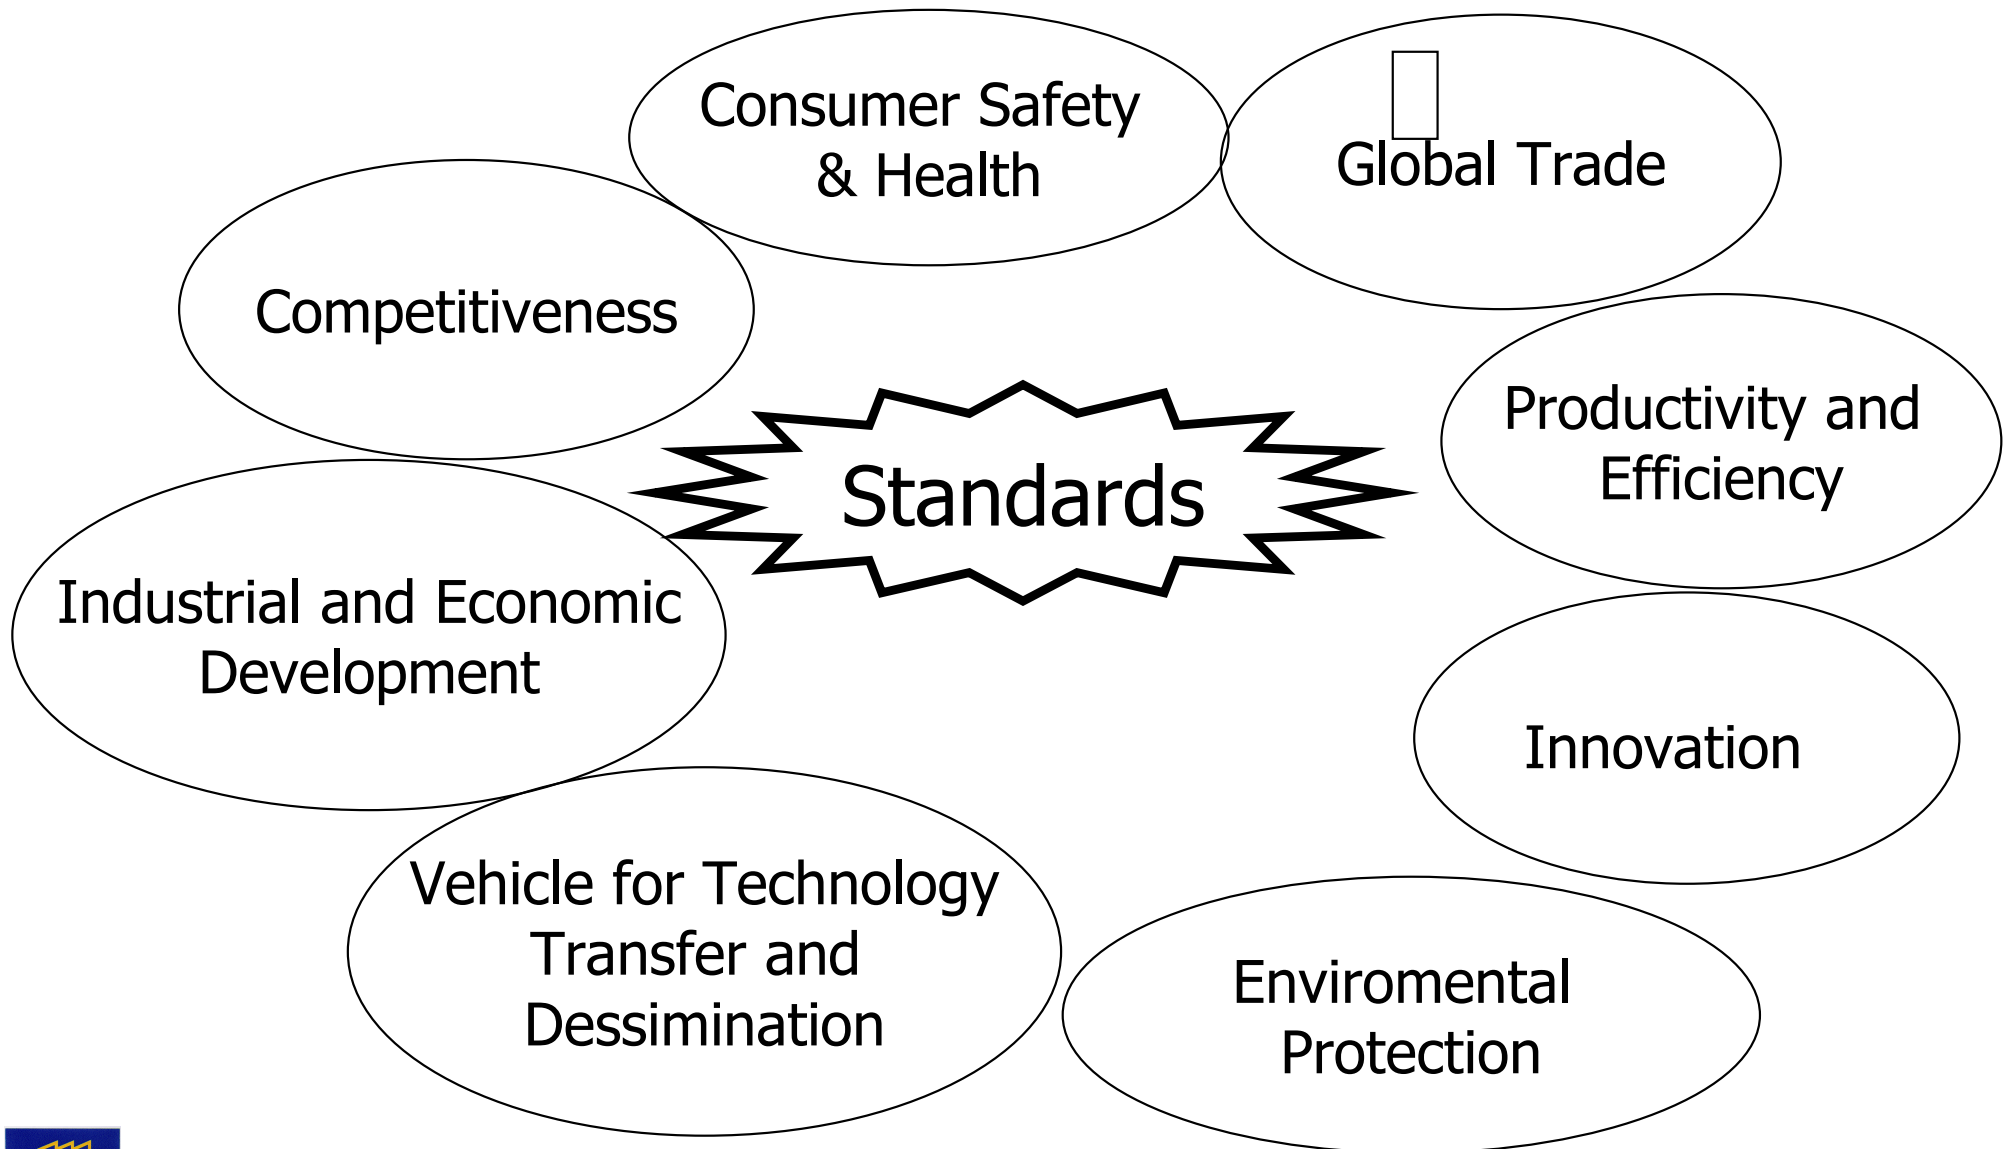 Consumer Safety
& Health
Global Trade
Competitiveness
Productivity and
Efficiency
Standards
Industrial and Economic
Development
Innovation
Vehicle for Technology
Transfer and
Dessimination
Enviromental
Protection